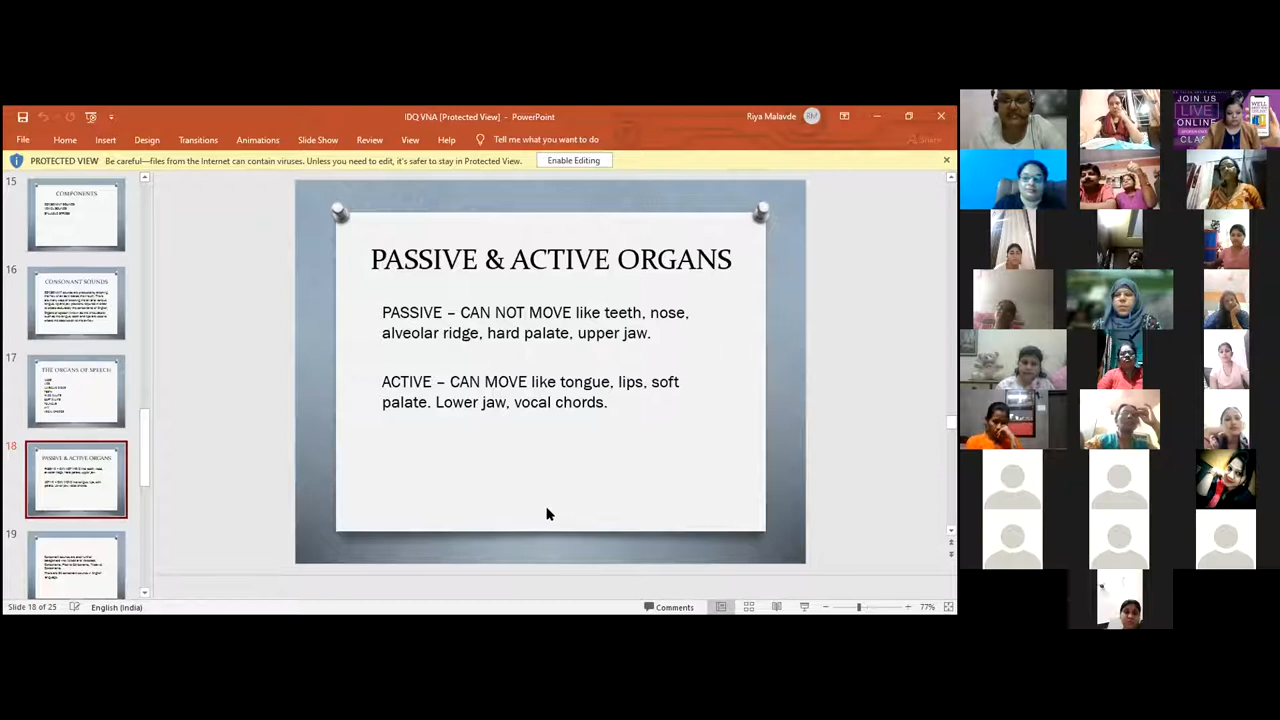 IDQ VNA [Protected View] - PowerPoint
Riya Malavde
RM
File Home Insert Design Transitions Animations Slide Show Review View Help Tell me what you want to do
Share
PROTECTED VIEW Be careful—files from the Internet can contain viruses. Unless you need to edit, it's safer to stay in Protected View.
Enable Editing
15
COMPONENTS
16
CONSONANT SOUNDS
17
THE ORGANS OF SPEECH
18
PASSIVE & ACTIVE ORGANS
19
PASSIVE & ACTIVE ORGANS
PASSIVE – CAN NOT MOVE like teeth, nose,
alveolar ridge, hard palate, upper jaw.
ACTIVE – CAN MOVE like tongue, lips, soft
palate. Lower jaw, vocal chords.
Slide 18 of 25
English (India)
Comments
77%
JOIN US
LIVE
ONLINE